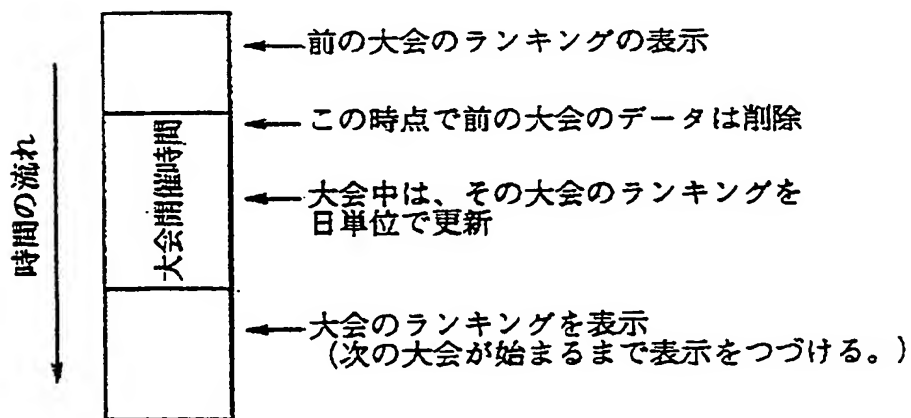 前の大会のランキングの表示
この時点で前の大会のデータは削除
時間の流れ
大会開催時間
大会中は、その大会のランキングを
日単位で更新
大会のランキングを表示
(次の大会が始まるまで表示をつづける。)